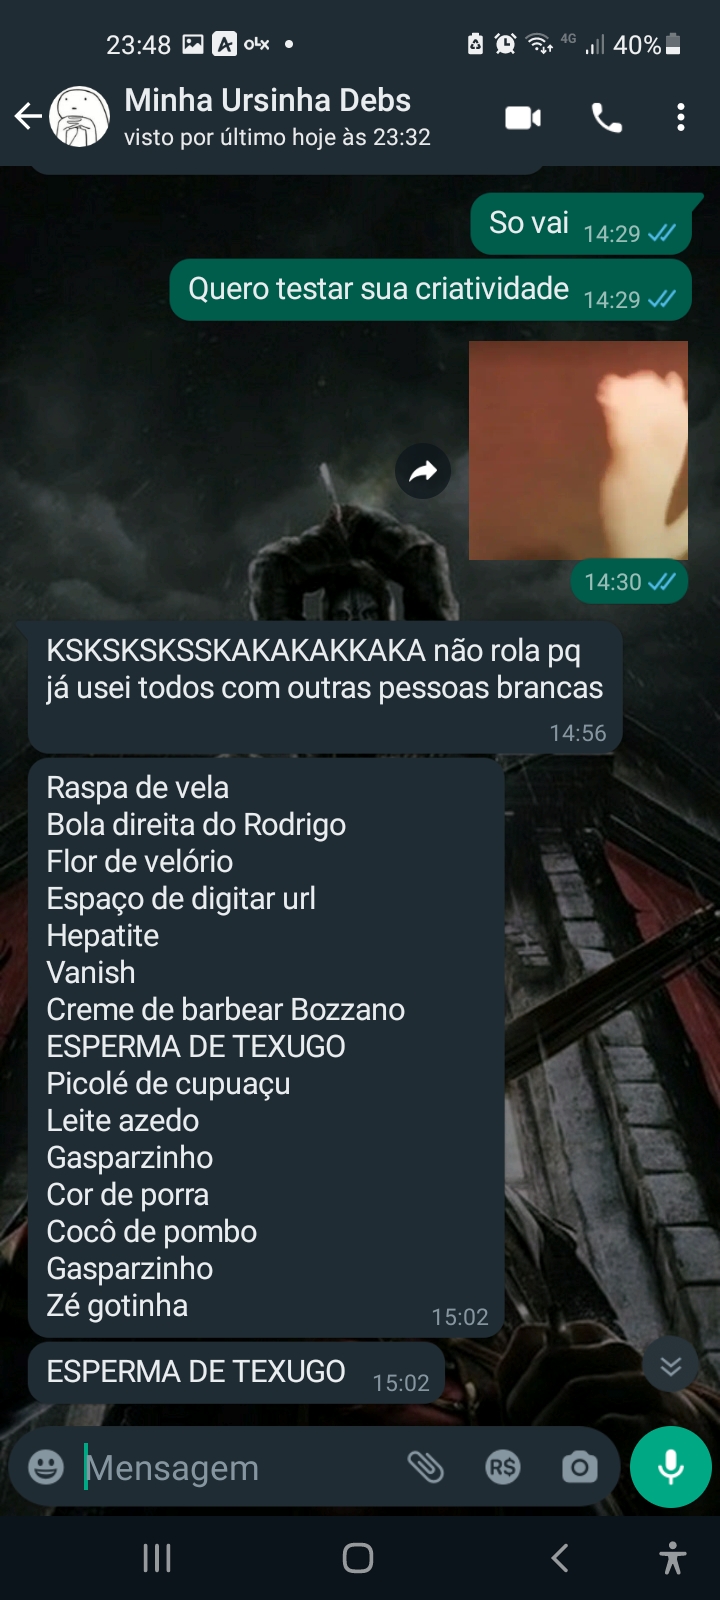 23:48 A OLX 4G 40%
Minha Ursinha Debs
visto por último hoje às 23:32
So vai 14:29
Quero testar sua criatividade 14:29
14:30
KSKSKSKSSKAKAKAKKAKA não rola pq
já usei todos com outras pessoas brancas
14:56
Raspa de vela
Bola direita do Rodrigo
Flor de velório
Espaço de digitar url
Hepatite
Vanish
Creme de barbear Bozzano
ESPERMA DE TEXUGO
Picolé de cupuaçu
Leite azedo
Gasparzinho
Cor de porra
Cocô de pombo
Gasparzinho
Zé gotinha 15:02
ESPERMA DE TEXUGO 15:02
Mensagem R$